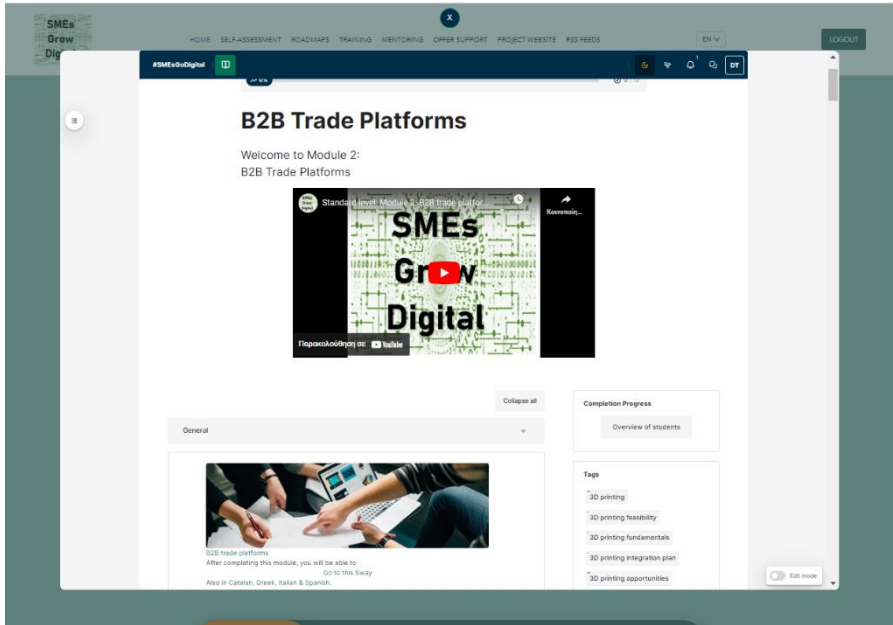 X
SMEs
Grow
HOME SELF-ASSESSMENT ROADMAPS TRAINING MENTORING OFFER SUPPORT PROJECT WEBSITE RSS FEEDS
EN
LOGOUT
#SMEsGoDigital
1
DT
B2B Trade Platforms
Welcome to Module 2:
B2B Trade Platforms
Standard level: Module 2: B2B trade platfor...
Κοινοποίη...
SMEs
Grow
Digital
Παρακολούθηση σε YouTube
Collapse all
Completion Progress
Overview of students
General
Tags
3D printing
3D printing feasibility
3D printing fundamentals
3D printing integration plan
3D printing opportunities
B2B trade platforms
After completing this module, you will be able to
Go to this Sway
Also in Catalan, Greek, Italian & Spanish.
Edit mode